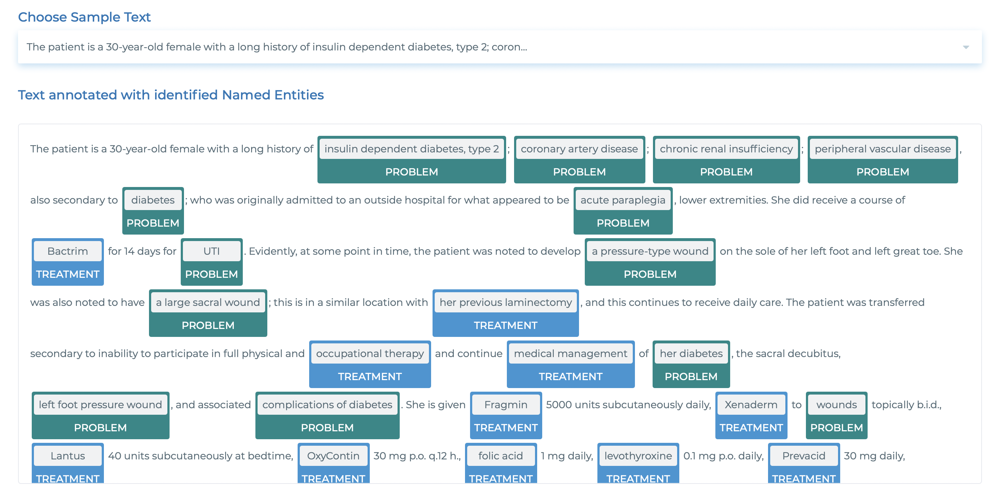 Choose Sample Text
The patient is a 30-year-old female with a long history of insulin dependent diabetes, type 2; coron...
Text annotated with identified Named Entities
The patient is a 30-year-old female with a long history of insulin dependent diabetes, type 2 ; coronary artery disease ; chronic renal insufficiency ; peripheral vascular disease ,
PROBLEM PROBLEM PROBLEM PROBLEM
also secondary to diabetes ; who was originally admitted to an outside hospital for what appeared to be acute paraplegia , lower extremities. She did receive a course of
PROBLEM PROBLEM
Bactrim for 14 days for UTI . Evidently, at some point in time, the patient was noted to develop a pressure-type wound on the sole of her left foot and left great toe. She
TREATMENT PROBLEM PROBLEM
was also noted to have a large sacral wound ; this is in a similar location with her previous laminectomy , and this continues to receive daily care. The patient was transferred
PROBLEM TREATMENT
secondary to inability to participate in full physical and occupational therapy and continue medical management of her diabetes , the sacral decubitus,
TREATMENT TREATMENT PROBLEM
left foot pressure wound , and associated complications of diabetes . She is given Fragmin 5000 units subcutaneously daily, Xenaderm to wounds topically b.i.d.,
PROBLEM PROBLEM TREATMENT TREATMENT PROBLEM
Lantus 40 units subcutaneously at bedtime, OxyContin 30 mg p.o. q.12 h., folic acid 1 mg daily, levothyroxine 0.1 mg p.o. daily, Prevacid 30 mg daily,
TREATMENT TREATMENT TREATMENT TREATMENT TREATMENT